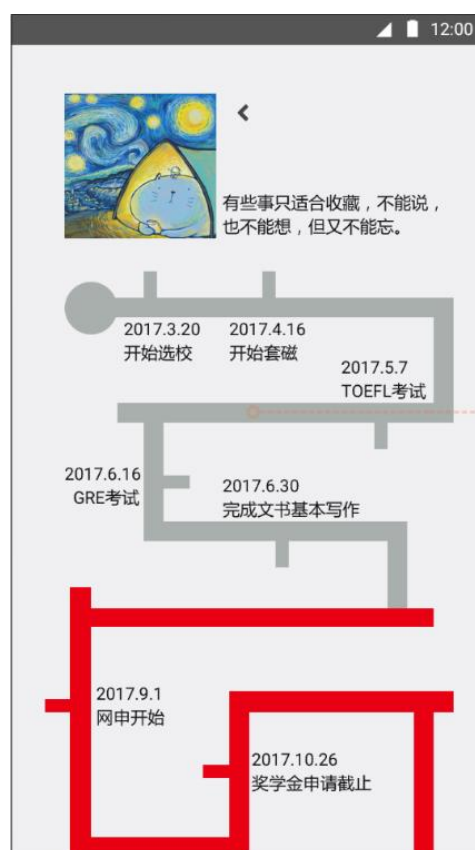 12:00
有些事只适合收藏，不能说，
也不能想，但又不能忘。
2017.3.20
开始选校
2017.4.16
开始套磁
2017.5.7
TOEFL考试
2017.6.16
GRE考试
2017.6.30
完成文书基本写作
2017.9.1
网申开始
2017.10.26
奖学金申请截止